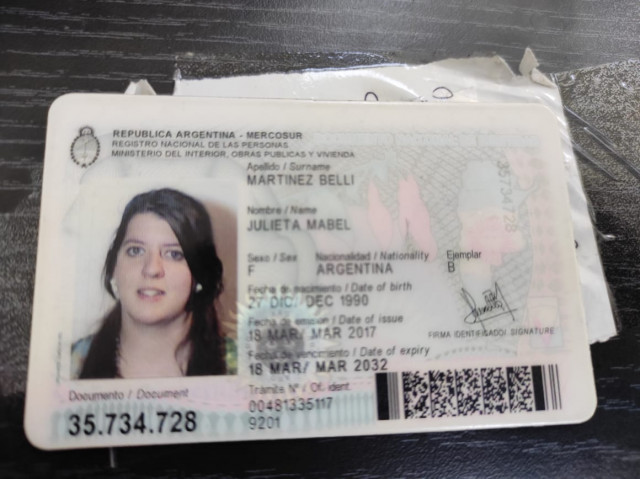 REPUBLICA ARGENTINA - MERCOSUR
REGISTRO NACIONAL DE LAS PERSONAS
MINISTERIO DEL INTERIOR, OBRAS PUBLICAS Y VIVIENDA
Apellido / Surname
MARTINEZ BELLI
Nombre / Name
JULIETA MABEL
Sexo / Sex Nacionalidad / Nationality Ejemplar
F ARGENTINA B
Fecha de nacimiento / Date of birth
27 DIC/ DEC 1990
Fecha de emisión / Date of issue
18 MAR/ MAR 2017
FIRMA IDENTIFICADO/ SIGNATURE
Fecha de vencimiento / Date of expiry
18 MAR/ MAR 2032
Documento / Document
35.734.728
Trámite N° / Of. ident.
00481335117
9201
35734728